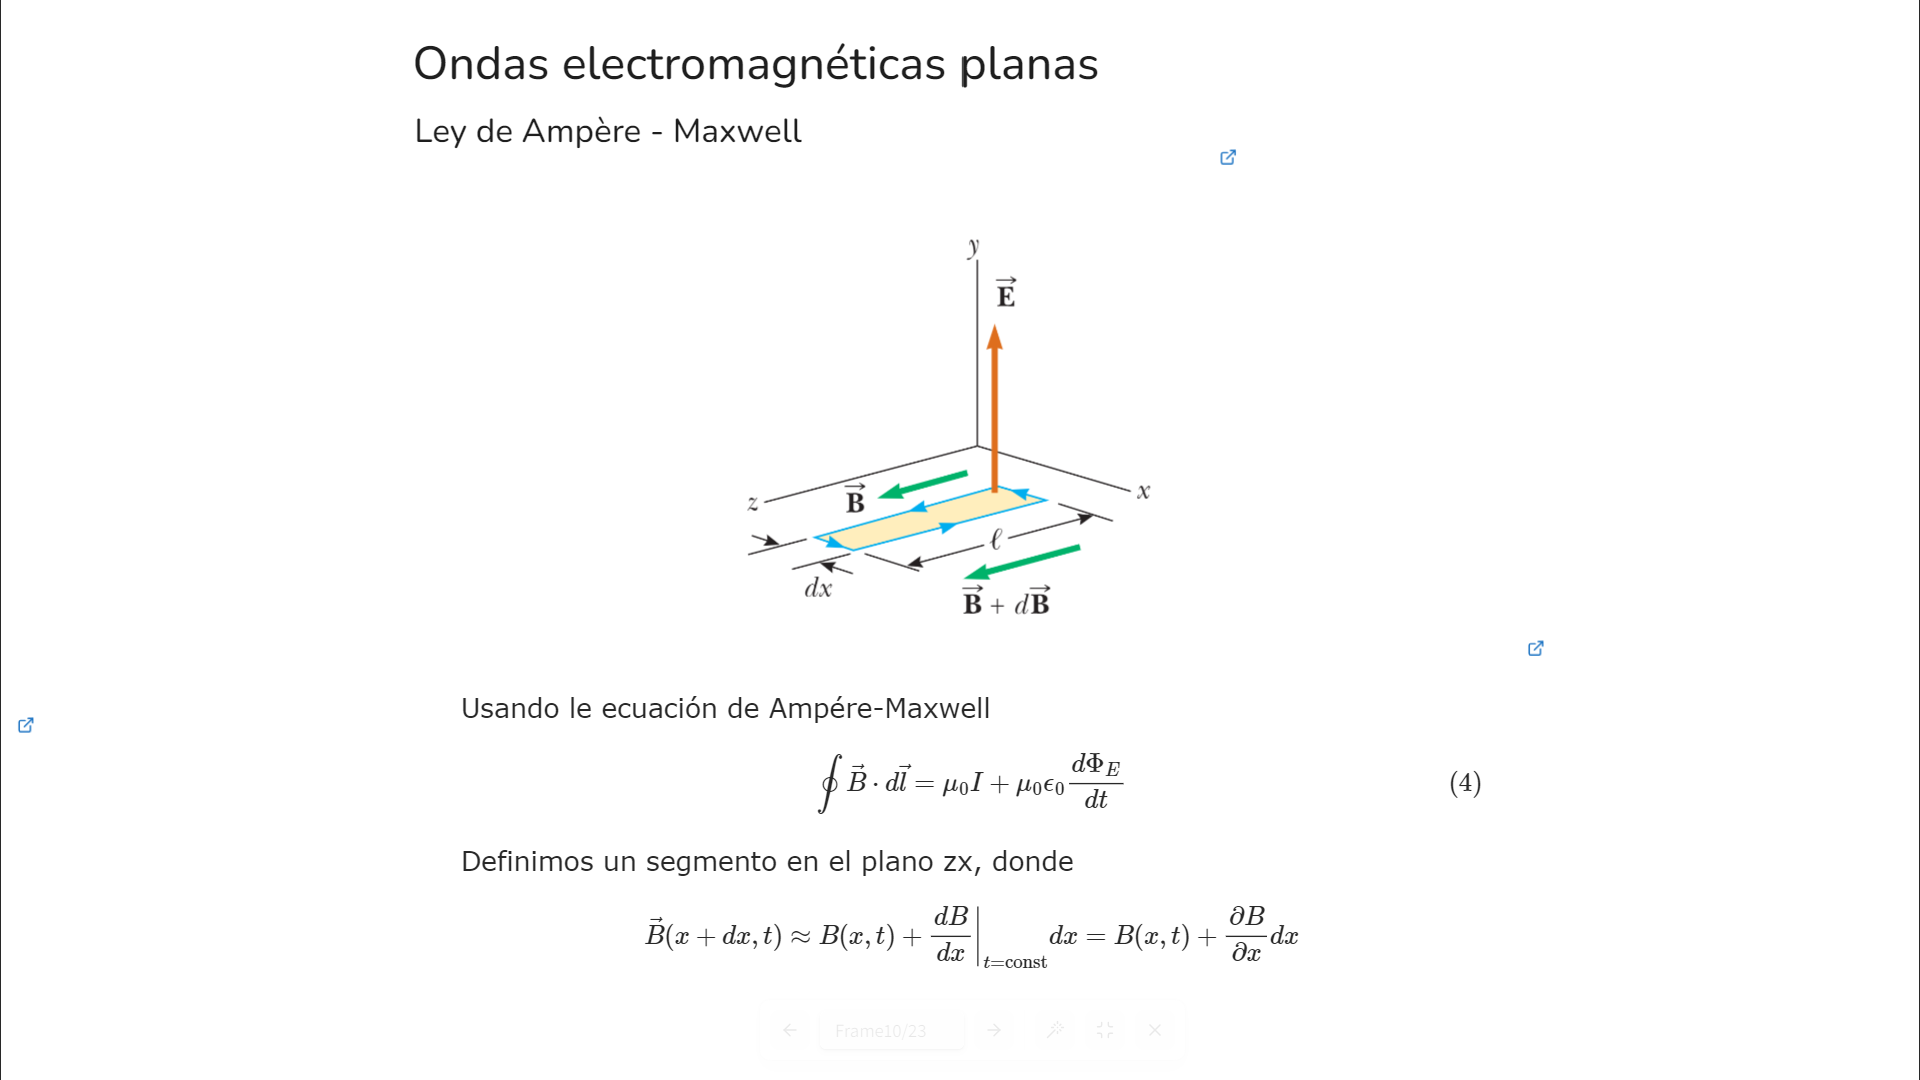 Ondas electromagnéticas planas
Ley de Ampère - Maxwell
y
E⃗
z
B⃗
x
ℓ
dx
B⃗ + dB⃗
Usando le ecuación de Ampére-Maxwell
∮ B⃗ · dl⃗ = μ₀I + μ₀ϵ₀ dΦ_E/dt (4)
Definimos un segmento en el plano zx, donde
B⃗(x + dx, t) ≈ B(x, t) + dB/dx |_{t=const} dx = B(x, t) + ∂B/∂x dx
Frame10/23